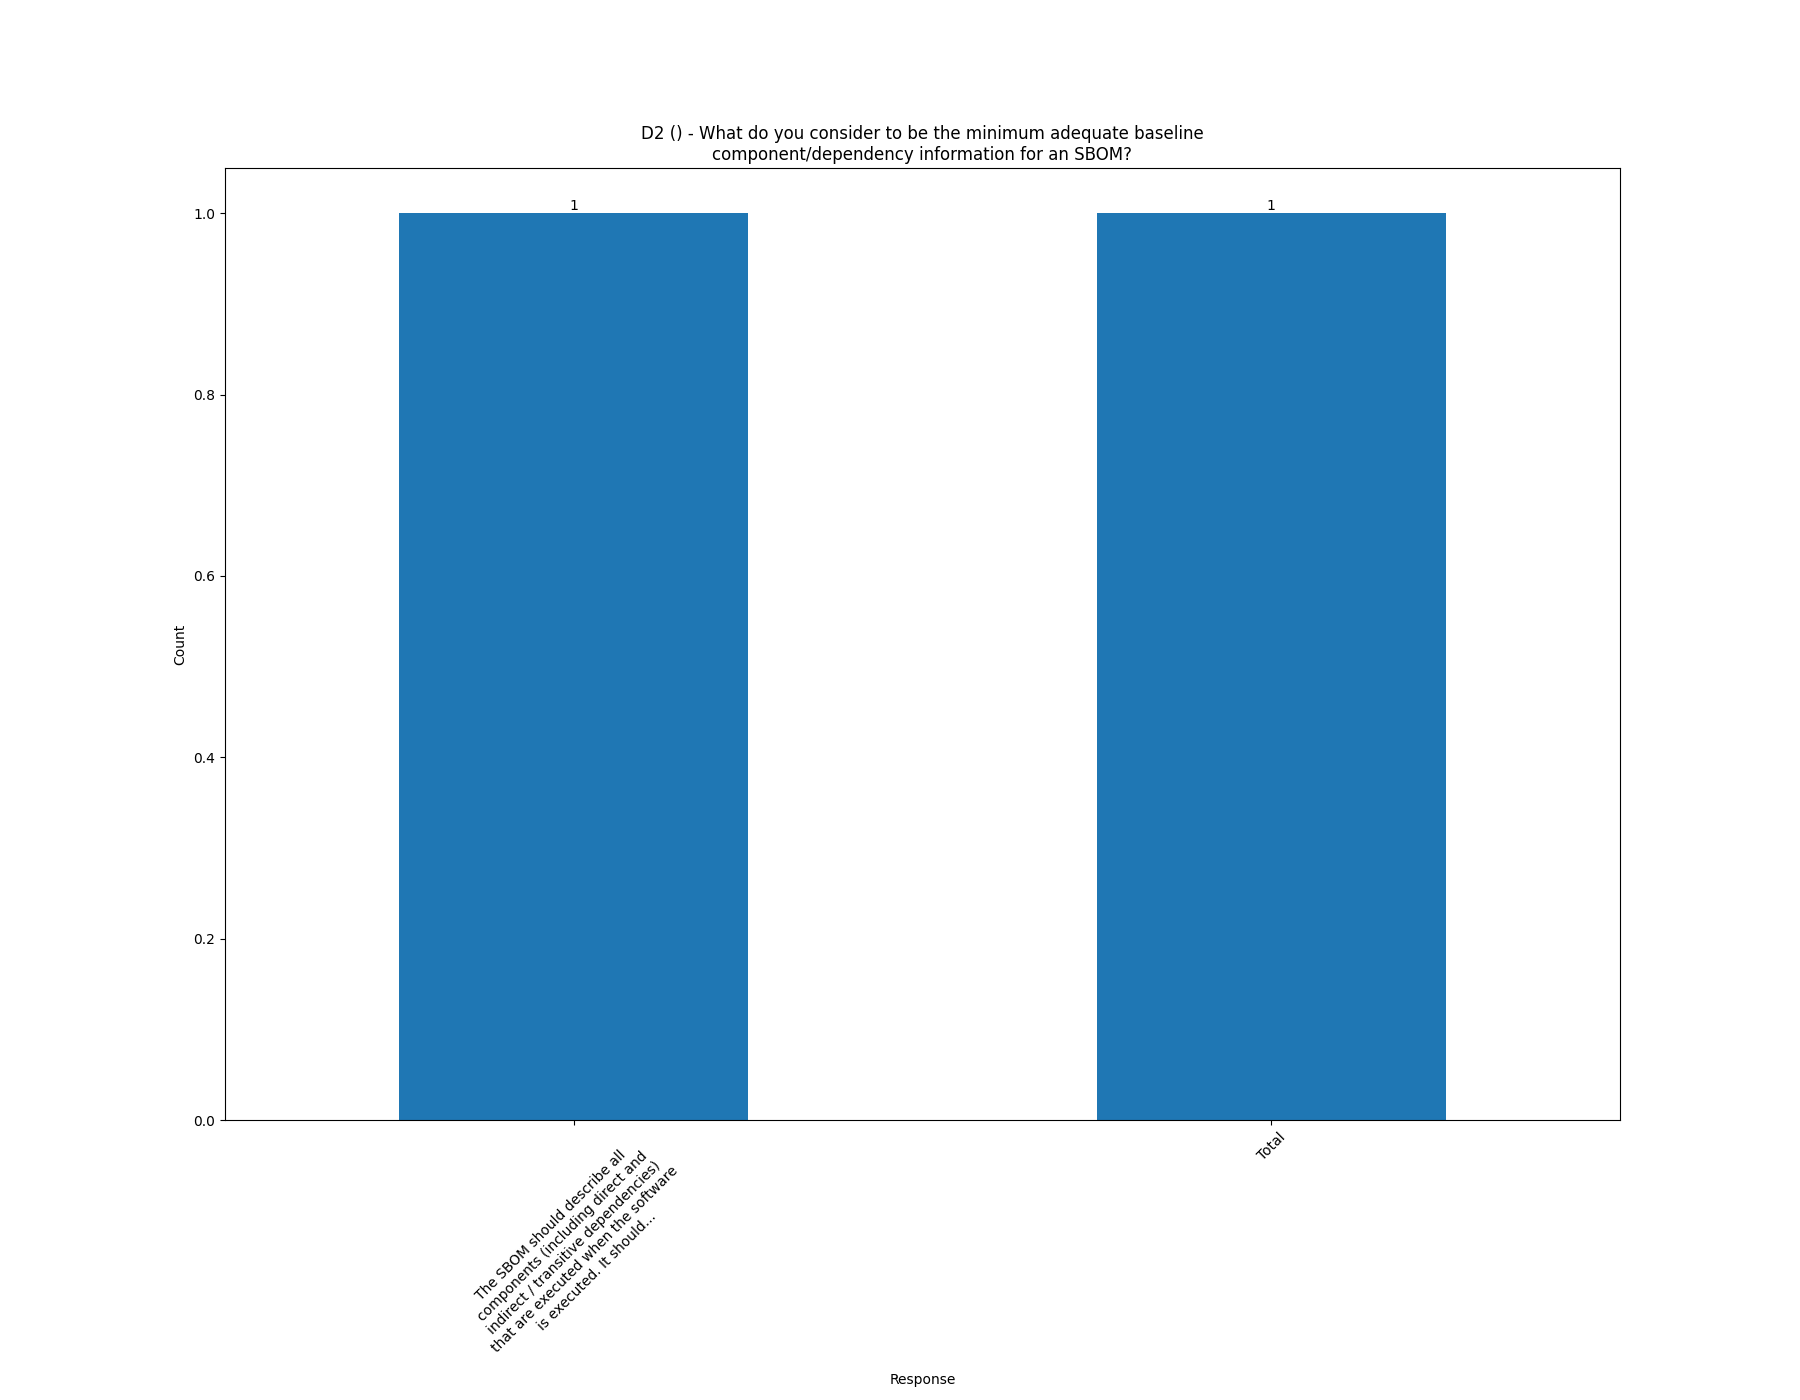 D2 () - What do you consider to be the minimum adequate baseline
component/dependency information for an SBOM?
1
1
1.0
0.8
0.6
0.4
0.2
0.0
Count
The SBOM should describe all
components (including direct and
indirect / transitive dependencies)
that are executed when the software
is executed. It should...
Total
Response